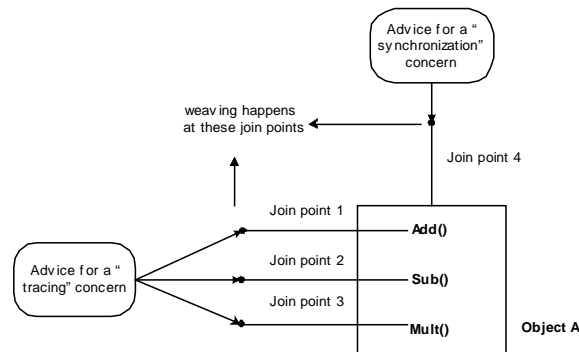 Advice for a “
synchronization”
concern
weaving happens
at these join points
Join point 4
Join point 1
Add()
Join point 2
Advice for a “
tracing” concern
Sub()
Join point 3
Mult()
Object A